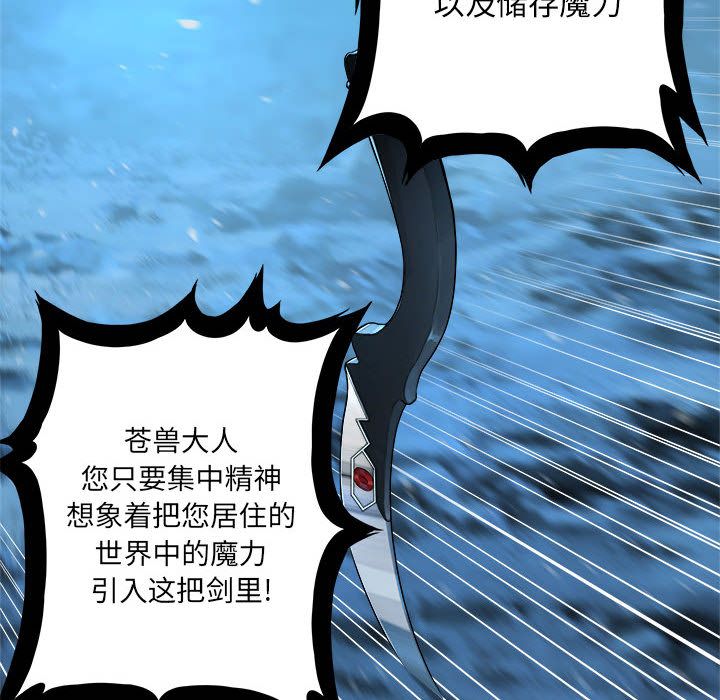 以及储存魔力
苍兽大人
您只要集中精神
想象着把您居住的
世界中的魔力
引入这把剑里!